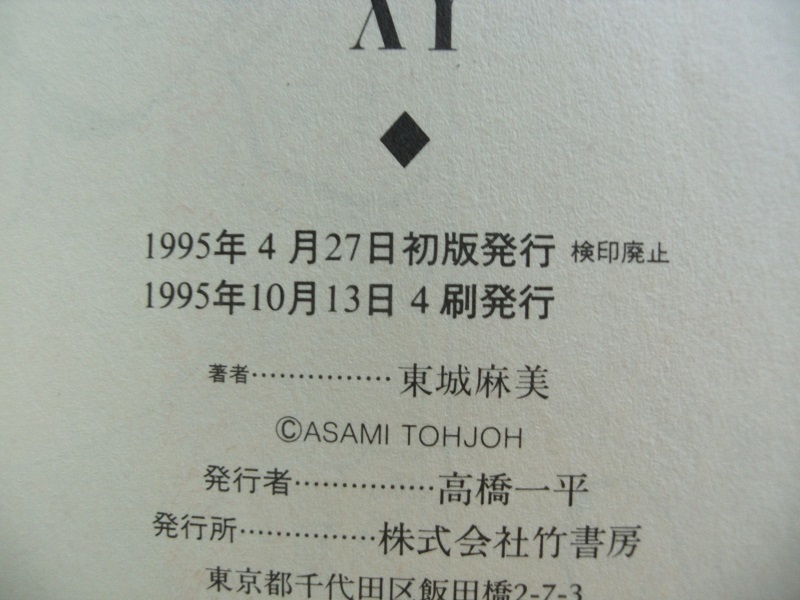 ◆
1995年4月27日初版発行 検印廃止
1995年10月13日4刷発行
著者……………東城麻美
©ASAMI TOHJOH
発行者……………高橋一平
発行所……………株式会社竹書房
東京都千代田区飯田橋2-7-3